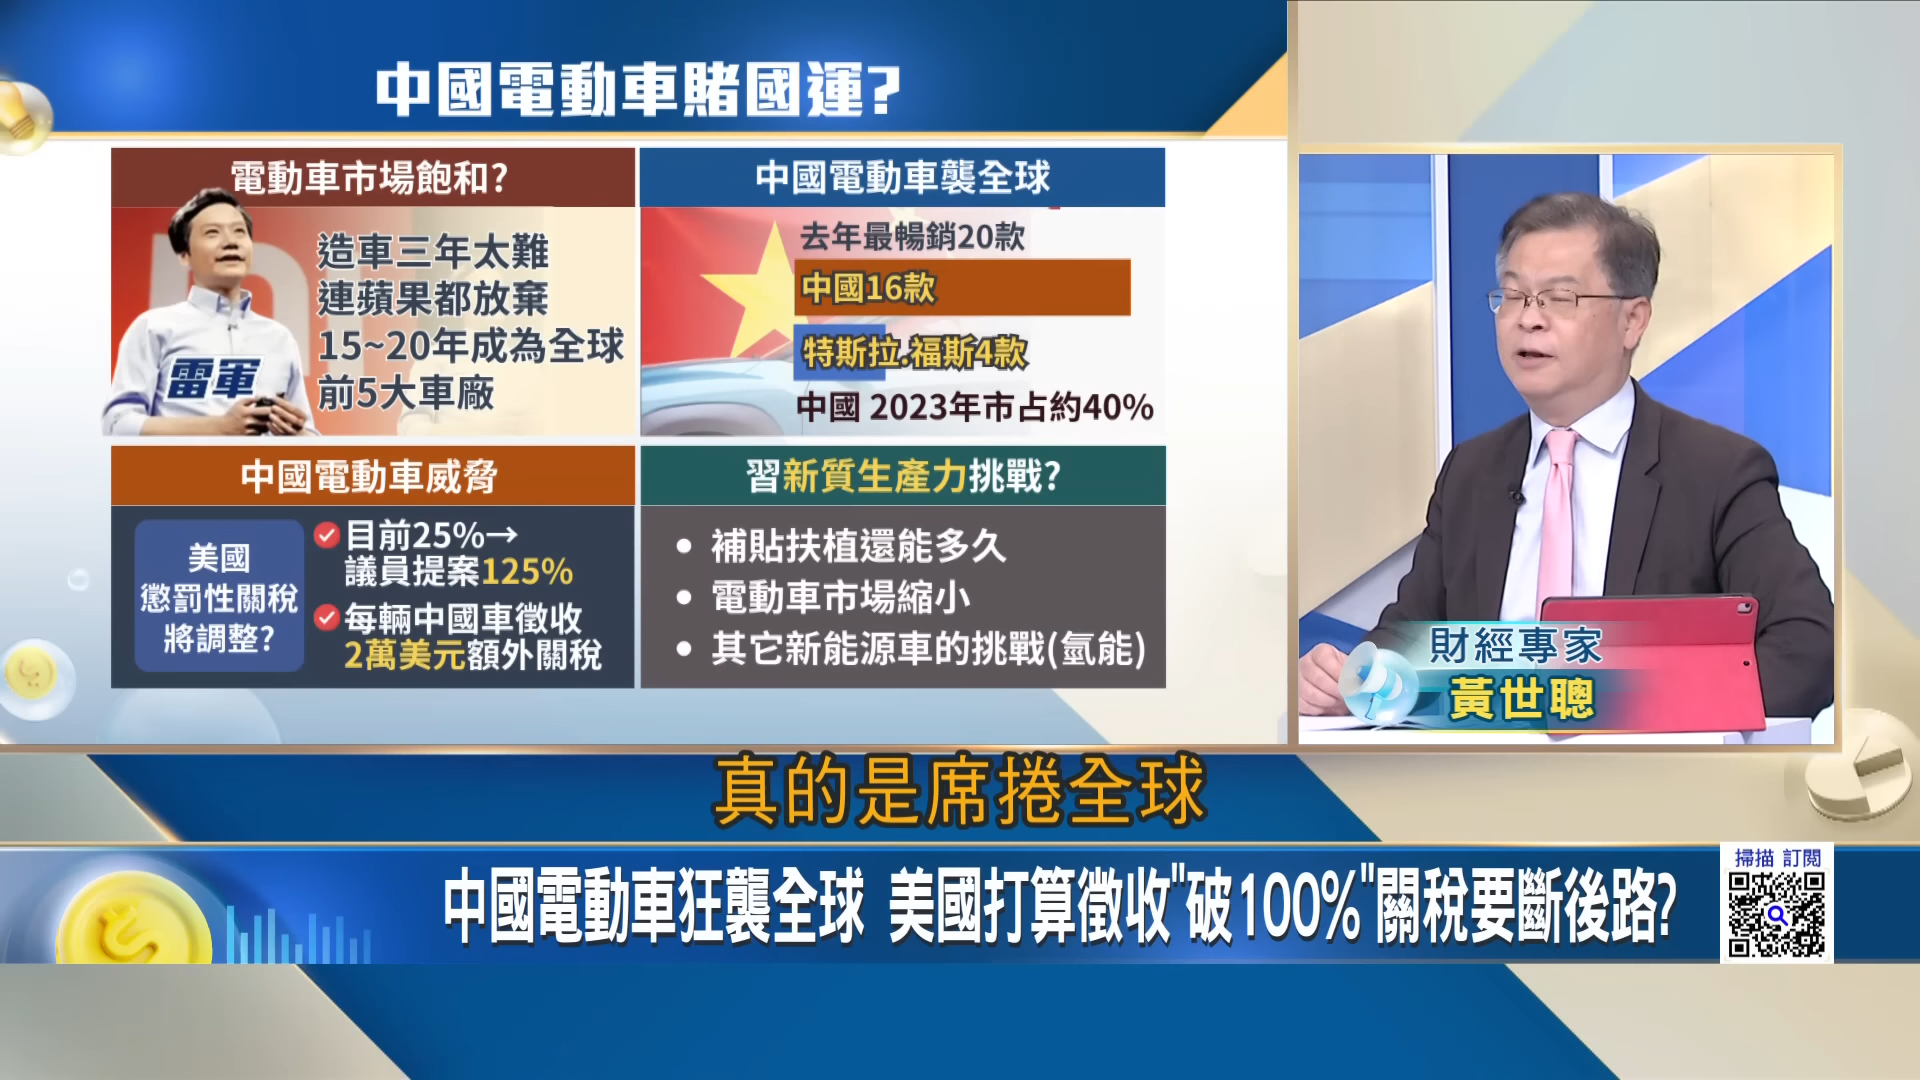 中國電動車賭國運?
電動車市場飽和?
造車三年太難
連蘋果都放棄
15~20年成為全球
前5大車廠
雷軍
中國電動車襲全球
去年最暢銷20款
中國16款
特斯拉.福斯4款
中國 2023年市占約40%
中國電動車威脅
美國
懲罰性關稅
將調整?
目前25%→
議員提案125%
每輛中國車徵收
2萬美元額外關稅
習新質生產力挑戰?
• 補貼扶植還能多久
• 電動車市場縮小
• 其它新能源車的挑戰(氫能)
財經專家
黃世聰
真的是席捲全球
中國電動車狂襲全球 美國打算徵收"破100%"關稅要斷後路?
掃描 訂閱